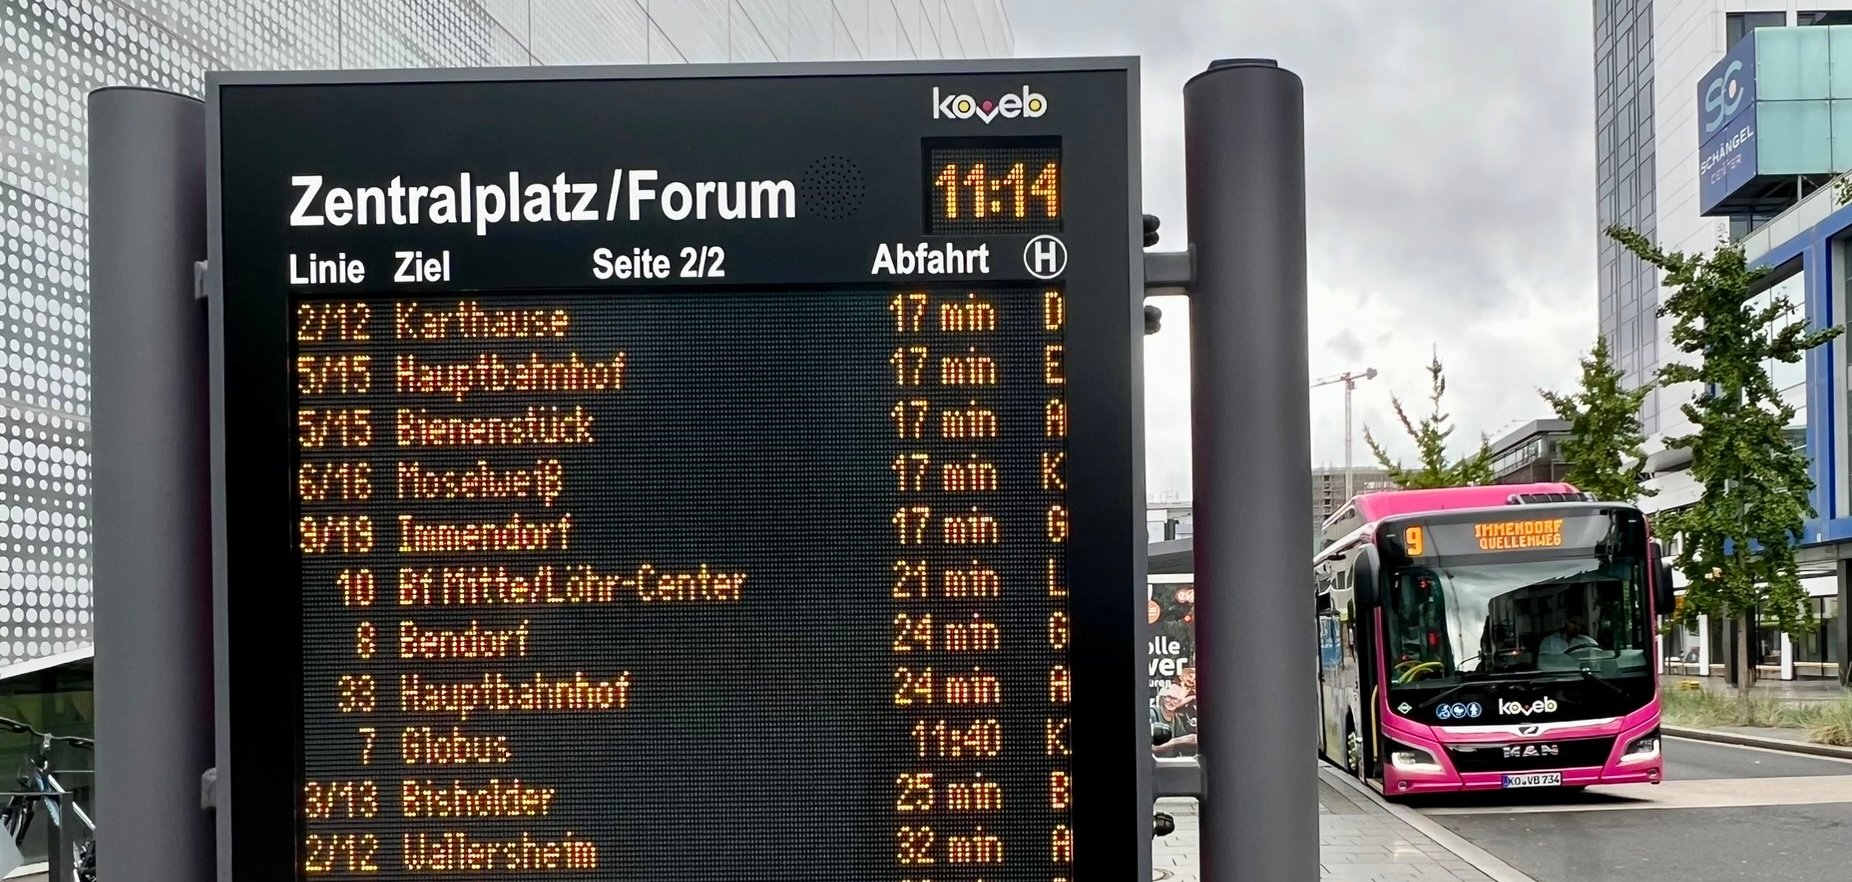 koveb
Zentralplatz/Forum 11:14
Linie Ziel Seite 2/2 Abfahrt H
2/12 Karthause 17 min D
5/15 Hauptbahnhof 17 min E
5/15 Bienenstück 17 min A
6/16 Moselweiß 17 min K
9/19 Immendorf 17 min G
10 Bf Mitte/Löhr-Center 21 min L
8 Bendorf 24 min G
33 Hauptbahnhof 24 min A
7 Globus 11:40 K
3/13 Bisholder 25 min B
2/12 Wallersheim 32 min A
SC
SCHÄNGEL
CENTER
9 IMMENDORF
QUELLENWEG
koveb
MAN
KO VB 734